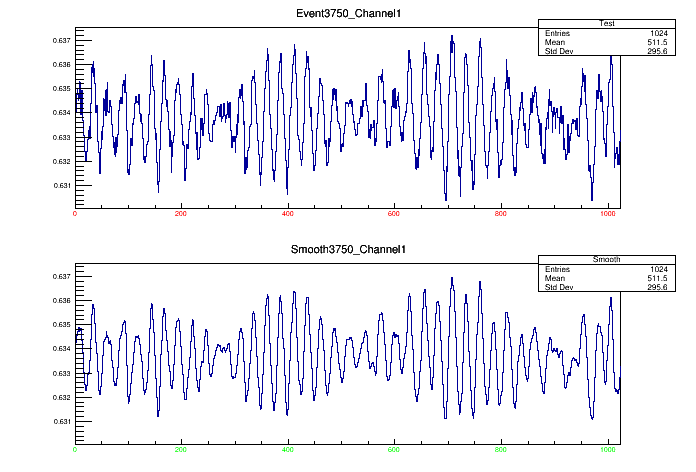 Event3750_Channel1
Test
Entries 1024
Mean 511.5
Std Dev 295.6
0.637
0.636
0.635
0.634
0.633
0.632
0.631
0 200 400 600 800 1000
Smooth3750_Channel1
Smooth
Entries 1024
Mean 511.5
Std Dev 295.6
0.637
0.636
0.635
0.634
0.633
0.632
0.631
0 200 400 600 800 1000